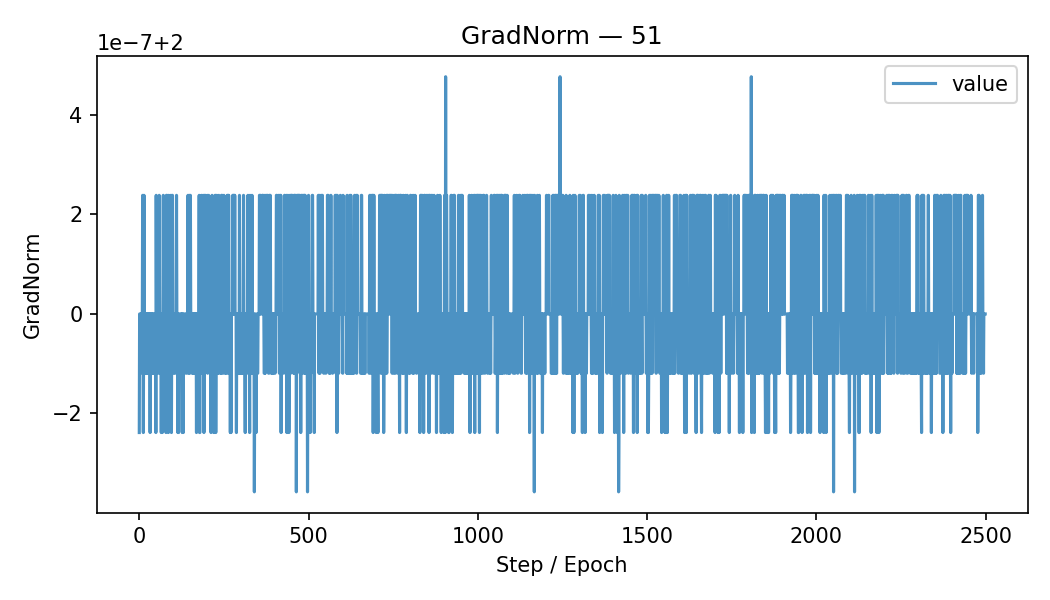 GradNorm — 51
1e−7+2
value
4
2
0
−2
GradNorm
0
500
1000
1500
2000
2500
Step / Epoch